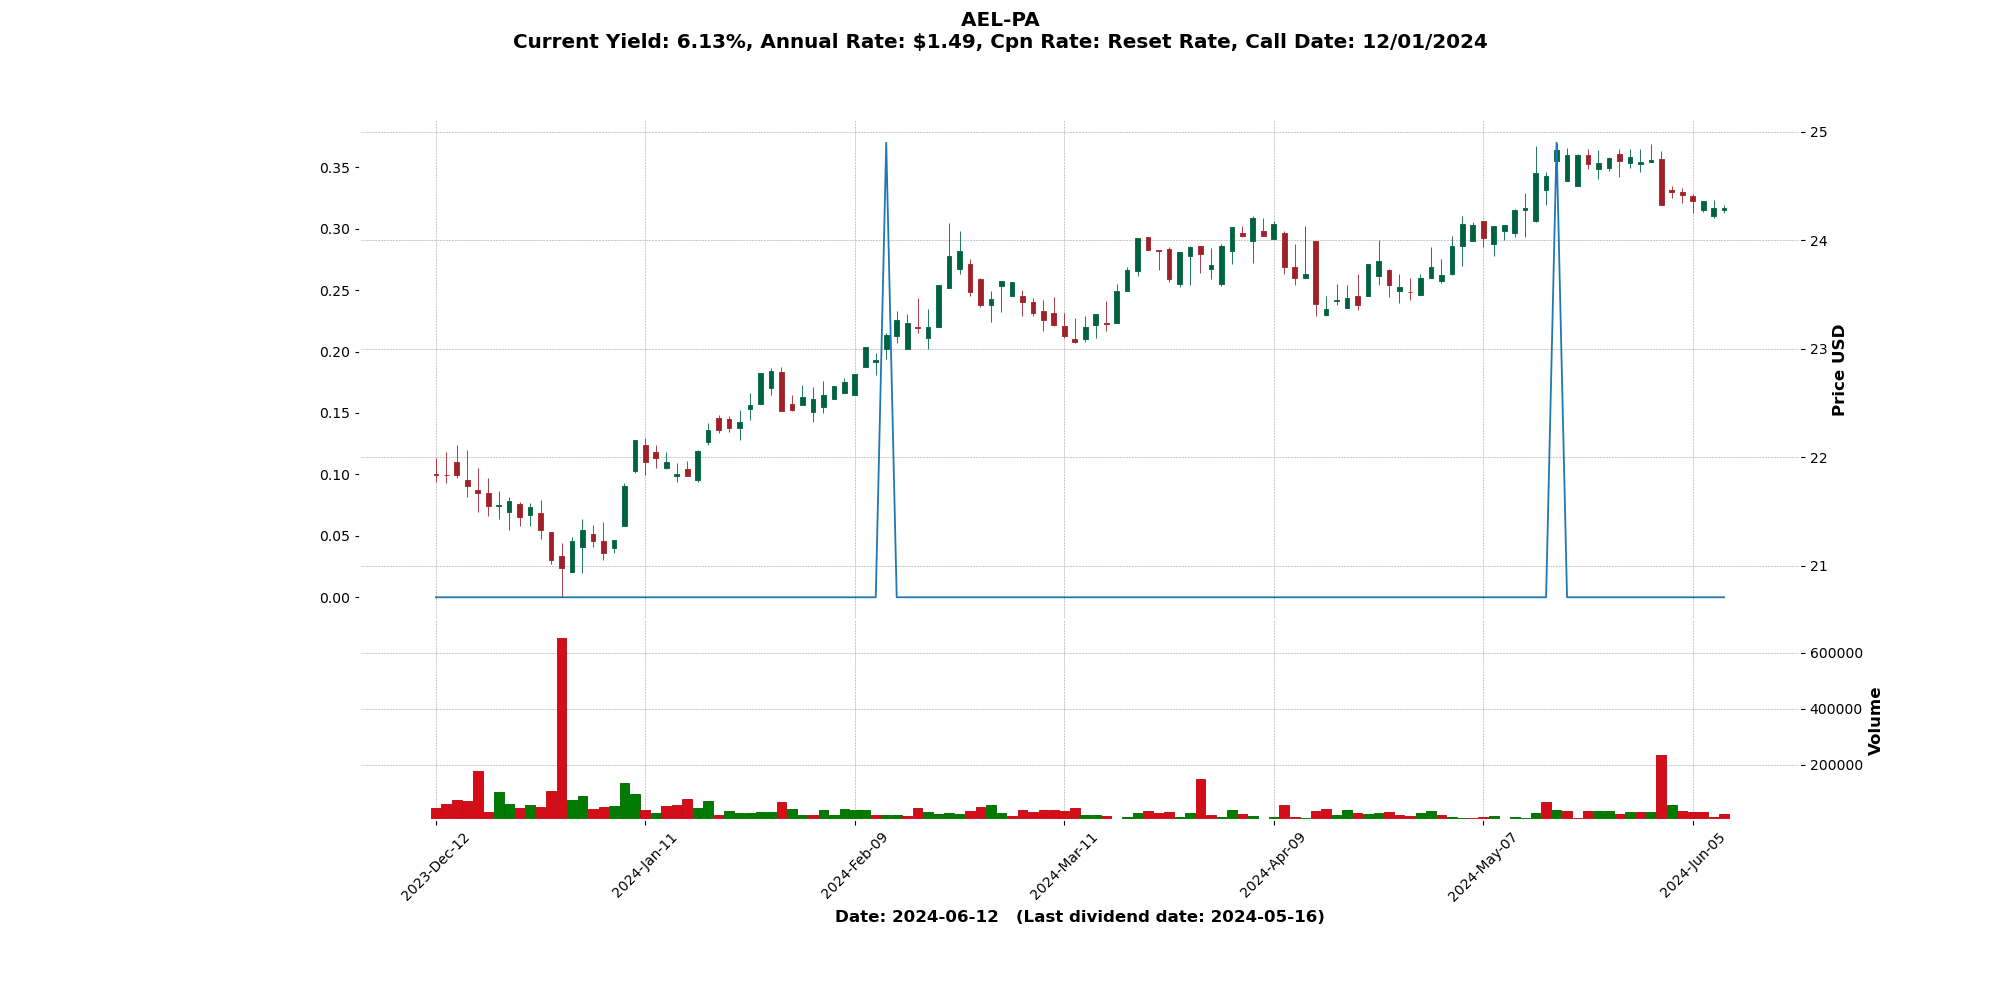 AEL-PA
Current Yield: 6.13%, Annual Rate: $1.49, Cpn Rate: Reset Rate, Call Date: 12/01/2024
0.35
0.30
0.25
0.20
0.15
0.10
0.05
0.00
25
24
23
22
21
Price USD
600000
400000
200000
Volume
2023-Dec-12
2024-Jan-11
2024-Feb-09
2024-Mar-11
2024-Apr-09
2024-May-07
2024-Jun-05
Date: 2024-06-12   (Last dividend date: 2024-05-16)